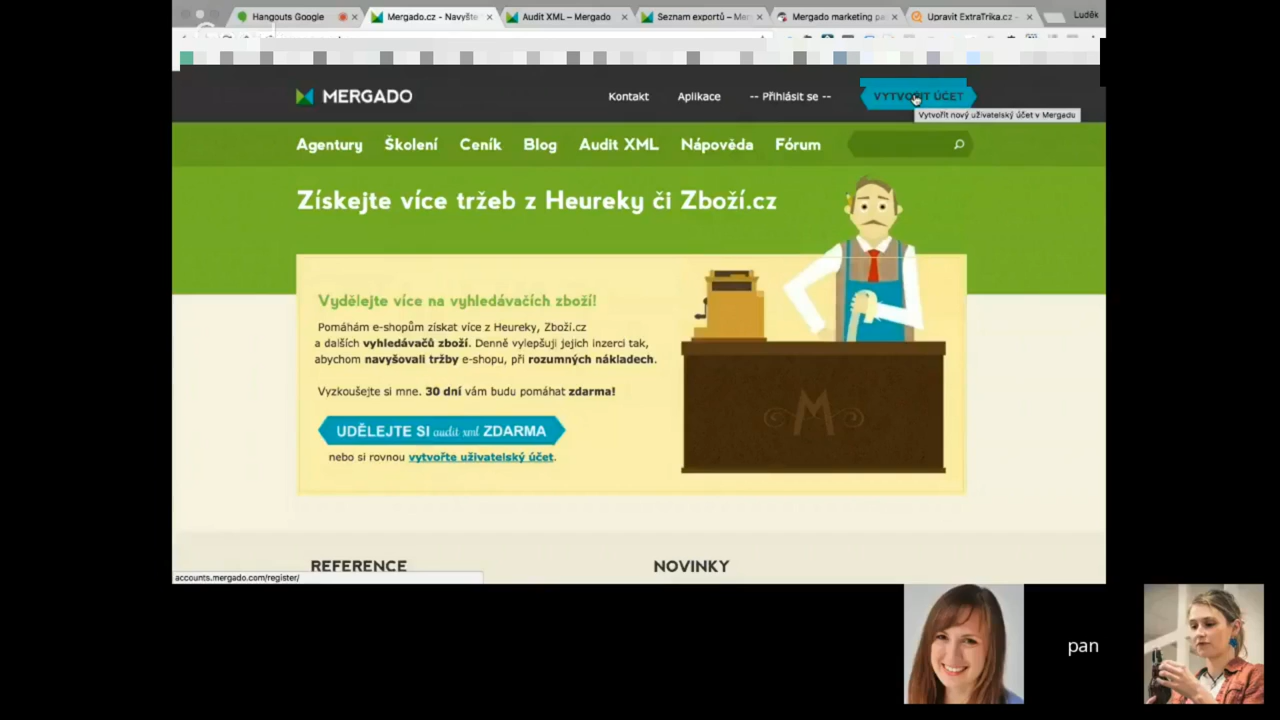 Hangouts Google
Mergado.cz - Navyšte
Audit XML – Mergado
Seznam exportů – Mer
Mergado marketing pa
Upravit ExtraTrika.cz -
Luděk
MERGADO
Kontakt
Aplikace
-- Přihlásit se --
VYTVOŘIT ÚČET
Vytvořit nový uživatelský účet v Mergadu
Agentury
Školení
Ceník
Blog
Audit XML
Nápověda
Fórum
Získejte více tržeb z Heureky či Zboží.cz
Vydělejte více na vyhledávačích zboží!
Pomáhám e-shopům získat více z Heureky, Zboží.cz
a dalších vyhledávačů zboží. Denně vylepšuji jejich inzerci tak,
abychom navyšovali tržby e-shopu, při rozumných nákladech.
Vyzkoušejte si mne. 30 dní vám budu pomáhat zdarma!
UDĚLEJTE SI audit xml ZDARMA
nebo si rovnou vytvořte uživatelský účet.
M
REFERENCE
NOVINKY
accounts.mergado.com/register/
pan